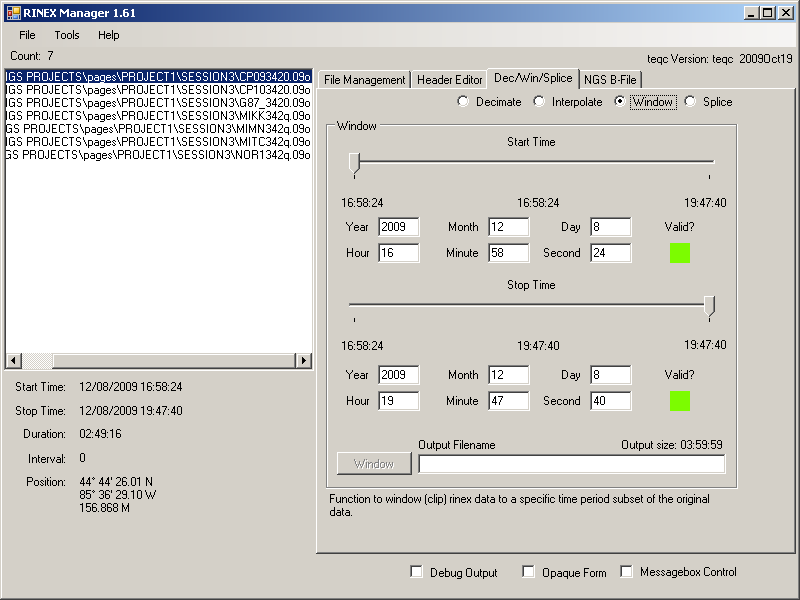 RINEX Manager 1.61
File Tools Help
Count: 7
teqc Version: teqc 2009Oct19
IGS PROJECTS\pages\PROJECT1\SESSION3\CP093420.09o
IGS PROJECTS\pages\PROJECT1\SESSION3\CP103420.09o
IGS PROJECTS\pages\PROJECT1\SESSION3\G87_3420.09o
IGS PROJECTS\pages\PROJECT1\SESSION3\MIKK342q.09o
GS PROJECTS\pages\PROJECT1\SESSION3\MIMN342q.09o
IGS PROJECTS\pages\PROJECT1\SESSION3\MITC342q.09o
GS PROJECTS\pages\PROJECT1\SESSION3\NOR1342q.09o
Start Time: 12/08/2009 16:58:24
Stop Time: 12/08/2009 19:47:40
Duration: 02:49:16
Interval: 0
Position: 44° 44' 26.01 N
85° 36' 29.10 W
156.868 M
File Management Header Editor Dec/Win/Splice NGS B-File
Decimate Interpolate Window Splice
Window
Start Time
16:58:24 16:58:24 19:47:40
Year 2009 Month 12 Day 8 Valid?
Hour 16 Minute 58 Second 24
Stop Time
16:58:24 19:47:40 19:47:40
Year 2009 Month 12 Day 8 Valid?
Hour 19 Minute 47 Second 40
Output Filename Output size: 03:59:59
Window
Function to window (clip) rinex data to a specific time period subset of the original
data.
Debug Output Opaque Form Messagebox Control